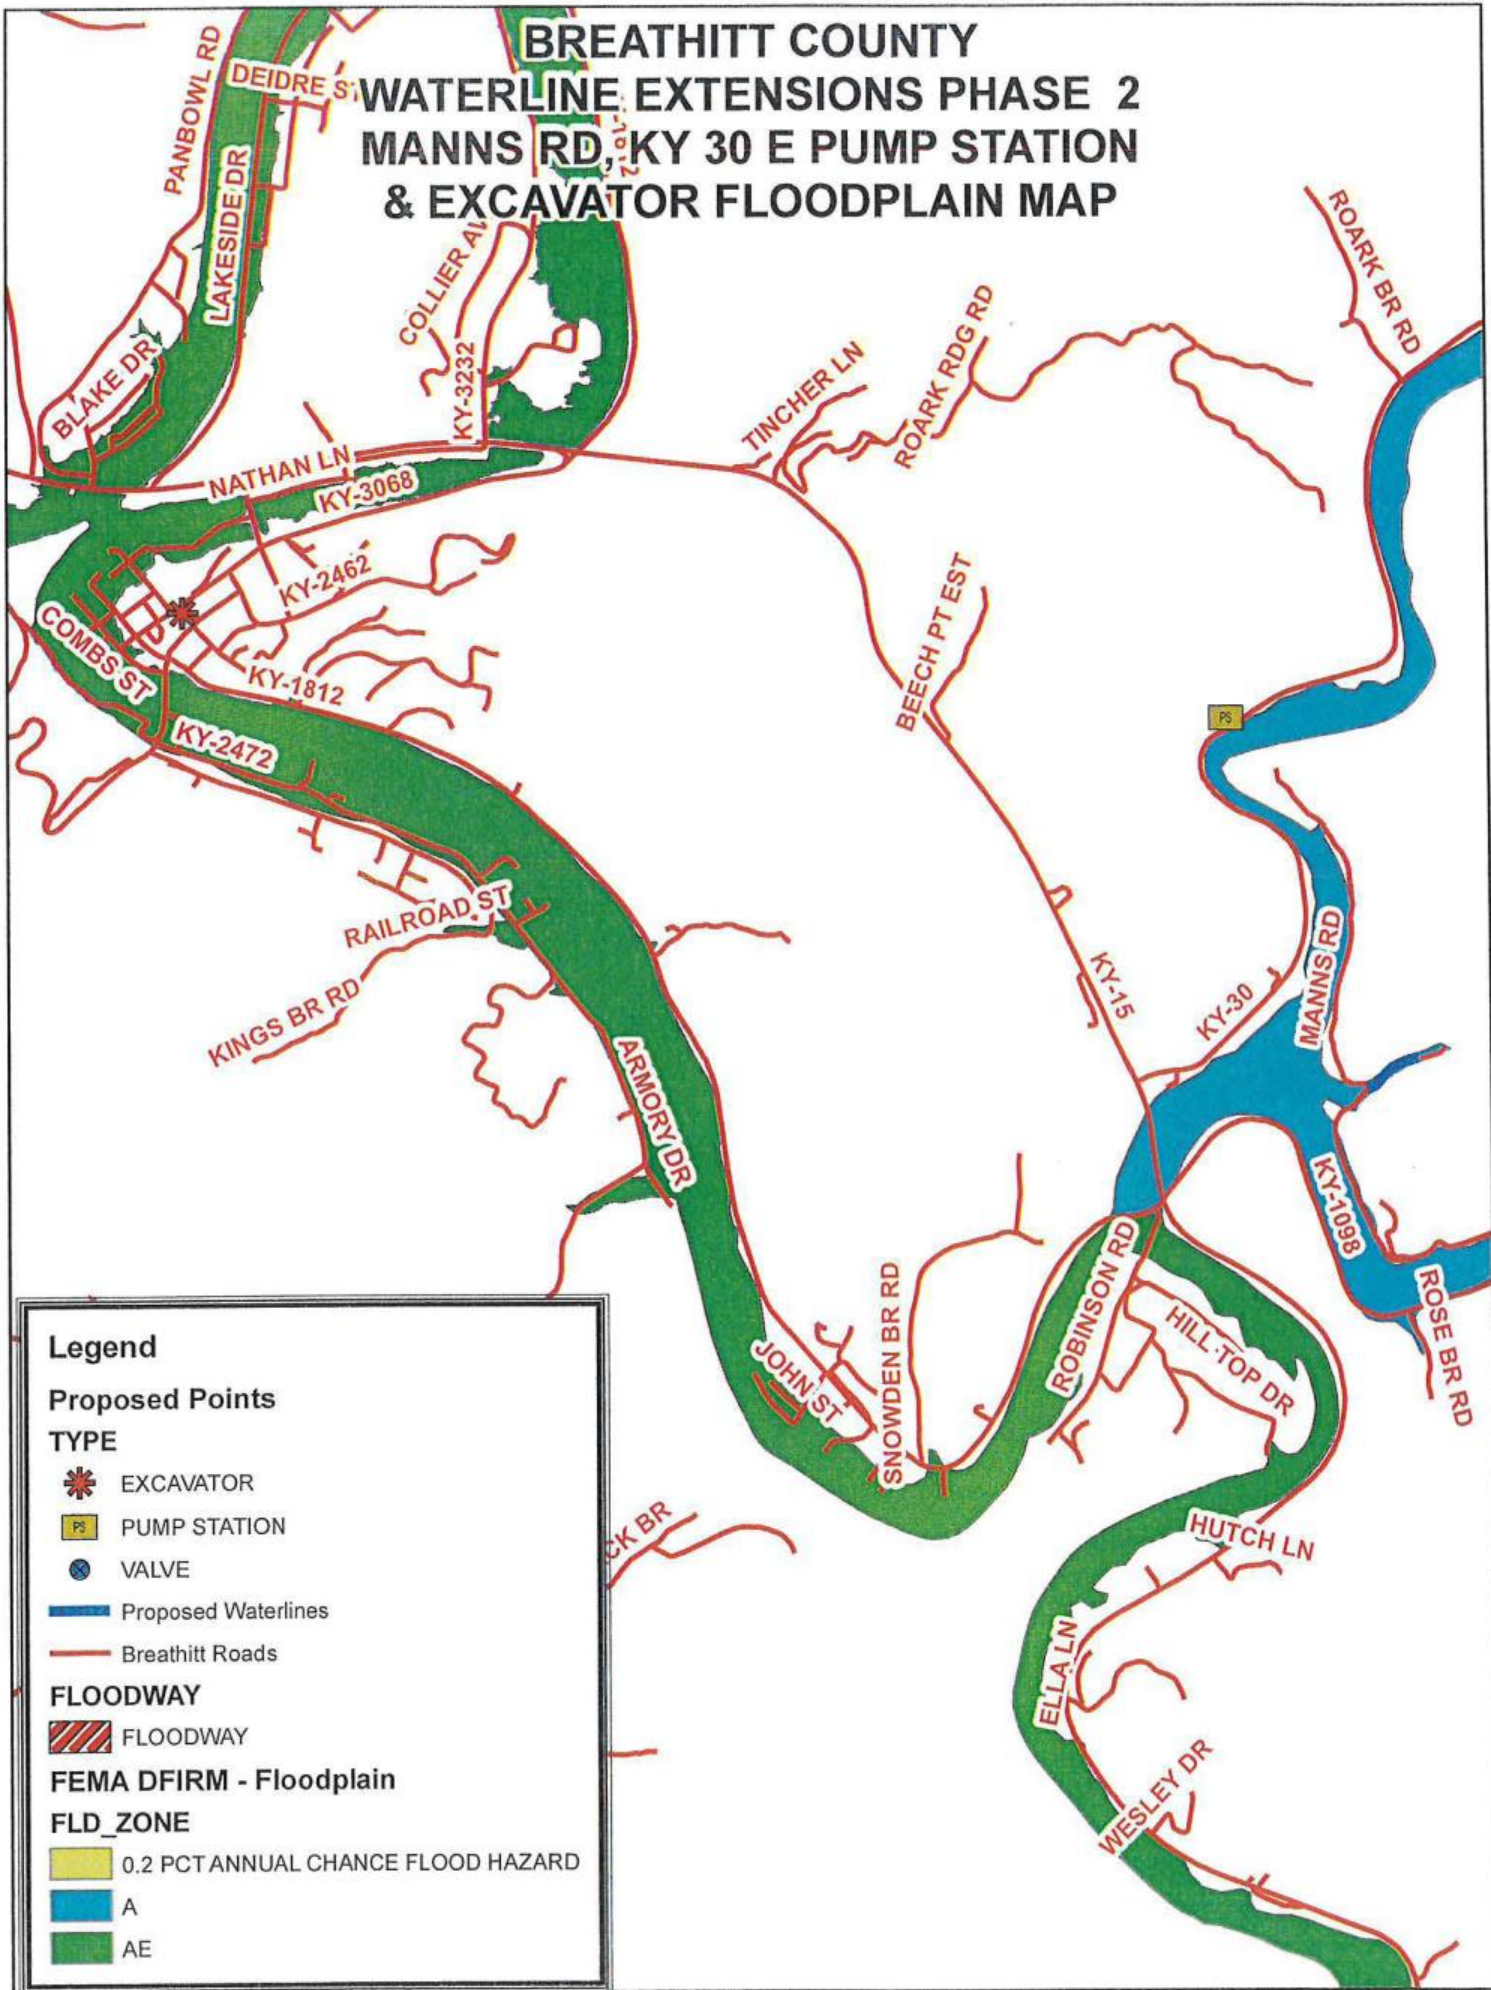 BREATHITT COUNTY
WATERLINE EXTENSIONS PHASE 2
MANNS RD, KY 30 E PUMP STATION
& EXCAVATOR FLOODPLAIN MAP
PANBOWL RD
DEIDRE ST
LAKESIDE DR
BLAKE DR
COLLIER AV
KY-3232
NATHAN LN
KY-3068
TINCHER LN
ROARK RDG RD
ROARK BR RD
KY-2462
COMBS ST
KY-1812
KY-2472
BEECH PT EST
PS
RAILROAD ST
KINGS BR RD
KY-15
KY-30
MANNS RD
ARMORY DR
KY-1098
ROSE BR RD
ROBINSON RD
HILL TOP DR
SNOWDEN BR RD
JOHN ST
CK BR
HUTCH LN
ELLA LN
WESLEY DR
Legend
Proposed Points
TYPE
EXCAVATOR
PS PUMP STATION
VALVE
Proposed Waterlines
Breathitt Roads
FLOODWAY
FLOODWAY
FEMA DFIRM - Floodplain
FLD_ZONE
0.2 PCT ANNUAL CHANCE FLOOD HAZARD
A
AE